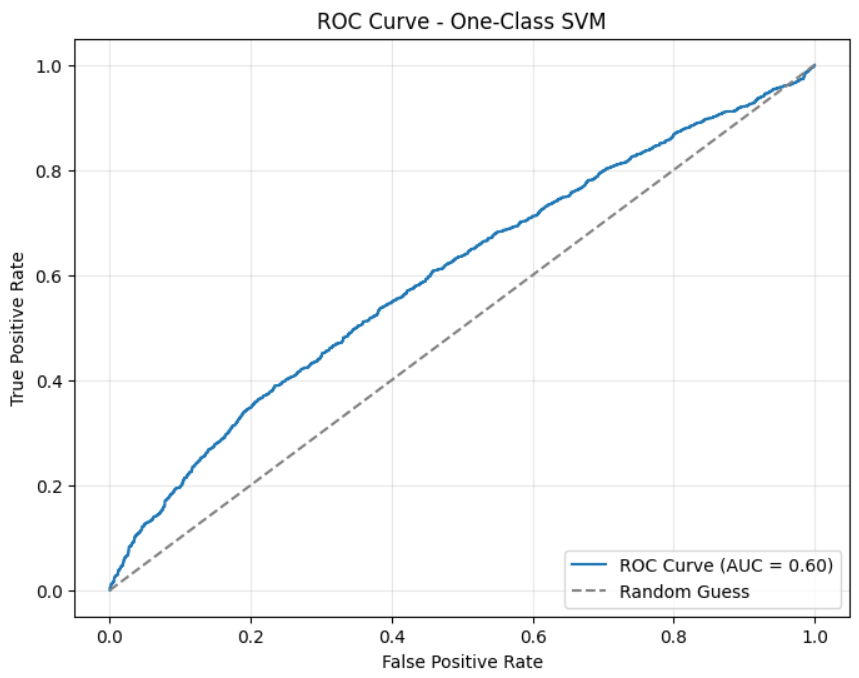 ROC Curve - One-Class SVM
True Positive Rate
1.0
0.8
0.6
0.4
0.2
0.0
ROC Curve (AUC = 0.60)
Random Guess
0.0 0.2 0.4 0.6 0.8 1.0
False Positive Rate